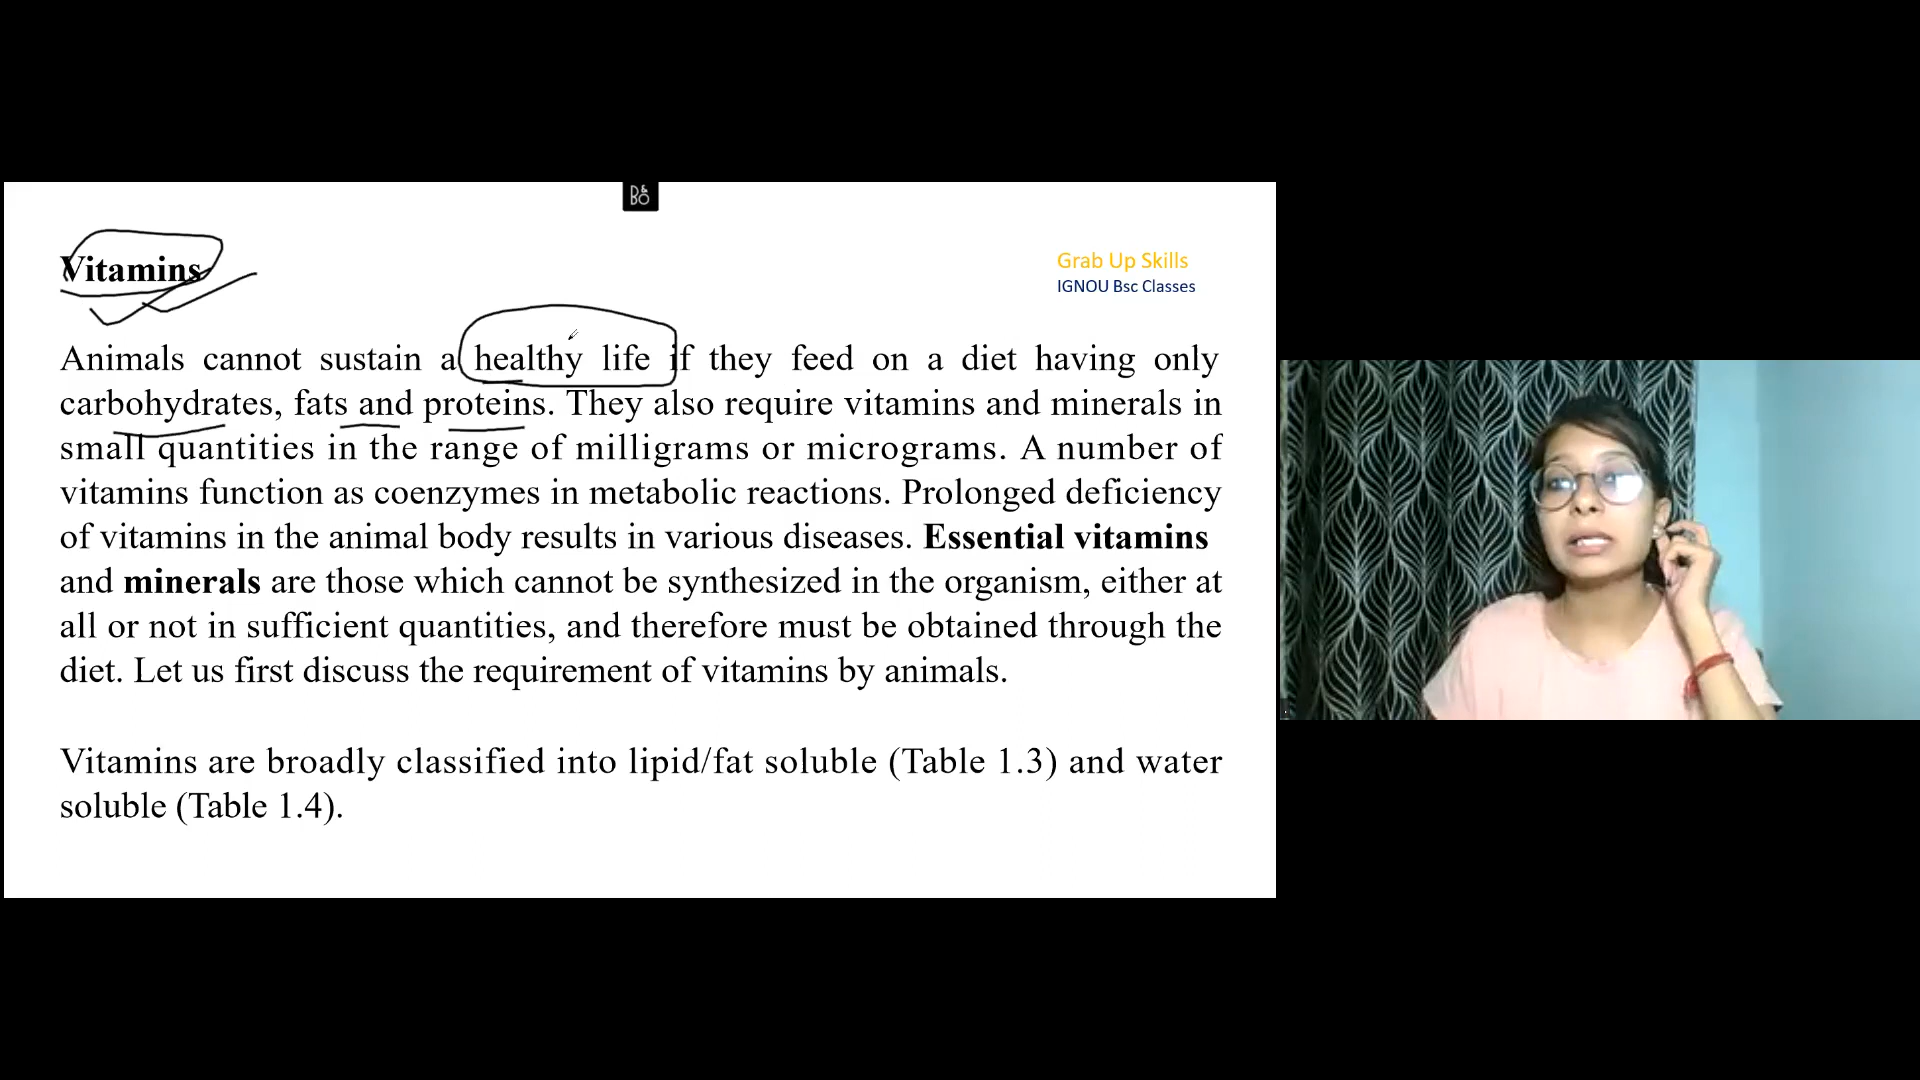 D&
BO
Vitamins
Grab Up Skills
IGNOU Bsc Classes
Animals cannot sustain a healthy life if they feed on a diet having only
carbohydrates, fats and proteins. They also require vitamins and minerals in
small quantities in the range of milligrams or micrograms. A number of
vitamins function as coenzymes in metabolic reactions. Prolonged deficiency
of vitamins in the animal body results in various diseases. Essential vitamins
and minerals are those which cannot be synthesized in the organism, either at
all or not in sufficient quantities, and therefore must be obtained through the
diet. Let us first discuss the requirement of vitamins by animals.
Vitamins are broadly classified into lipid/fat soluble (Table 1.3) and water
soluble (Table 1.4).